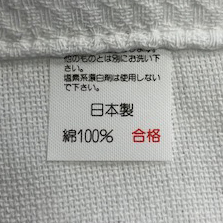 他のものとは別にお洗い下
さい。
塩素系漂白剤は使用しない
で下さい。
日本製
綿100% 合格